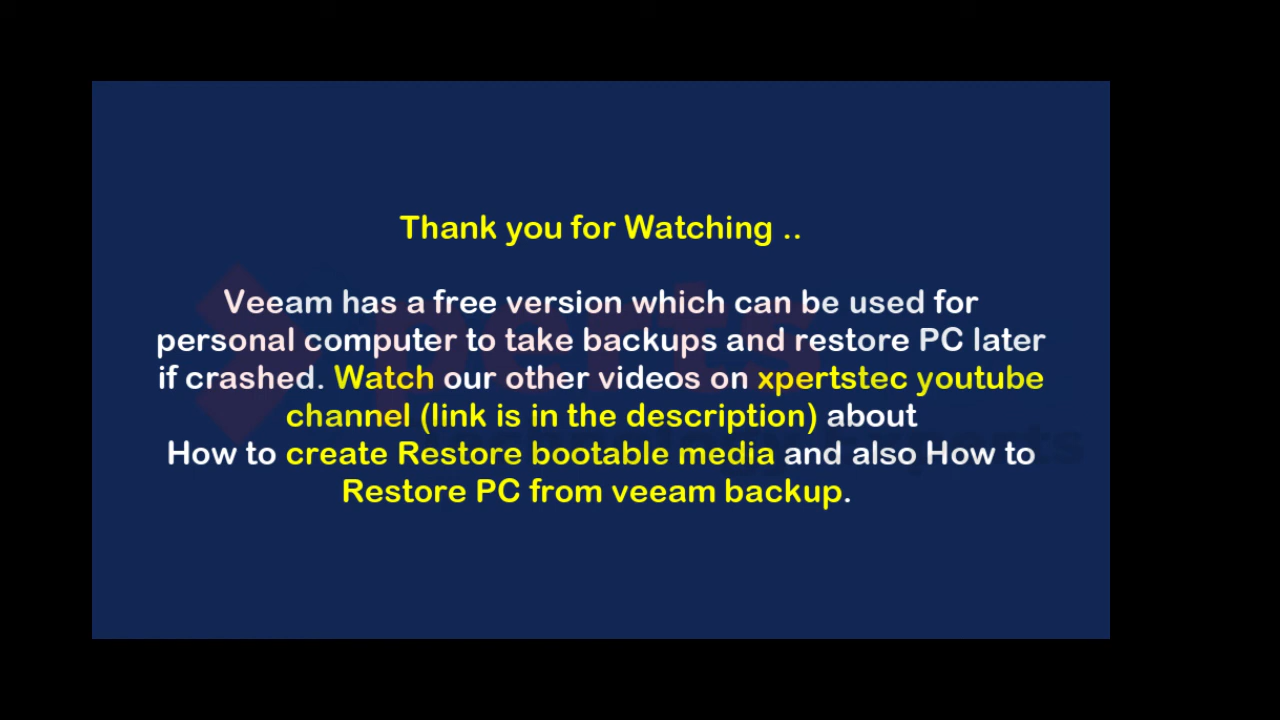 Thank you for Watching ..
Veeam has a free version which can be used for
personal computer to take backups and restore PC later
if crashed. Watch our other videos on xpertstec youtube
channel (link is in the description) about
How to create Restore bootable media and also How to
Restore PC from veeam backup.